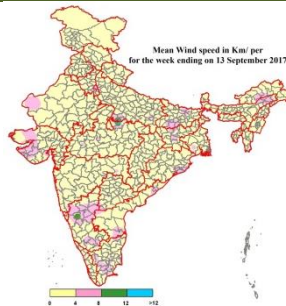 Mean Wind speed in Km/ per
for the week ending on 13 September 2017
0 4 8 12 >12